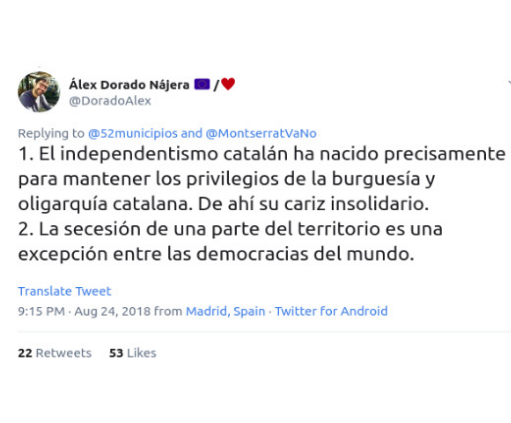 Álex Dorado Nájera 🇪🇺 /❤
@DoradoAlex
Replying to @52municipios and @MontserratVaNo
1. El independentismo catalán ha nacido precisamente
para mantener los privilegios de la burguesía y
oligarquía catalana. De ahí su cariz insolidario.
2. La secesión de una parte del territorio es una
excepción entre las democracias del mundo.
Translate Tweet
9:15 PM · Aug 24, 2018 from Madrid, Spain · Twitter for Android
22 Retweets 53 Likes